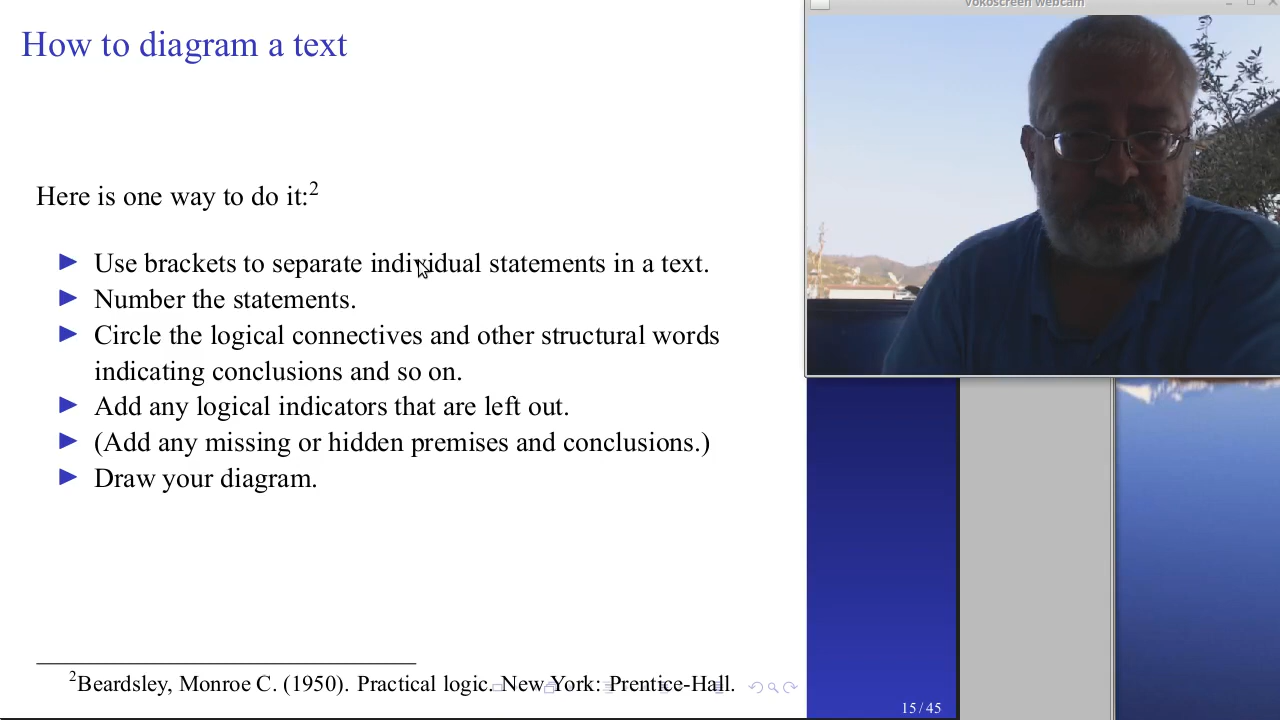 How to diagram a text
Here is one way to do it:2
Use brackets to separate individual statements in a text.
Number the statements.
Circle the logical connectives and other structural words
indicating conclusions and so on.
Add any logical indicators that are left out.
(Add any missing or hidden premises and conclusions.)
Draw your diagram.
2Beardsley, Monroe C. (1950). Practical logic. New York: Prentice-Hall.
Vokoscreen webcam
15/45